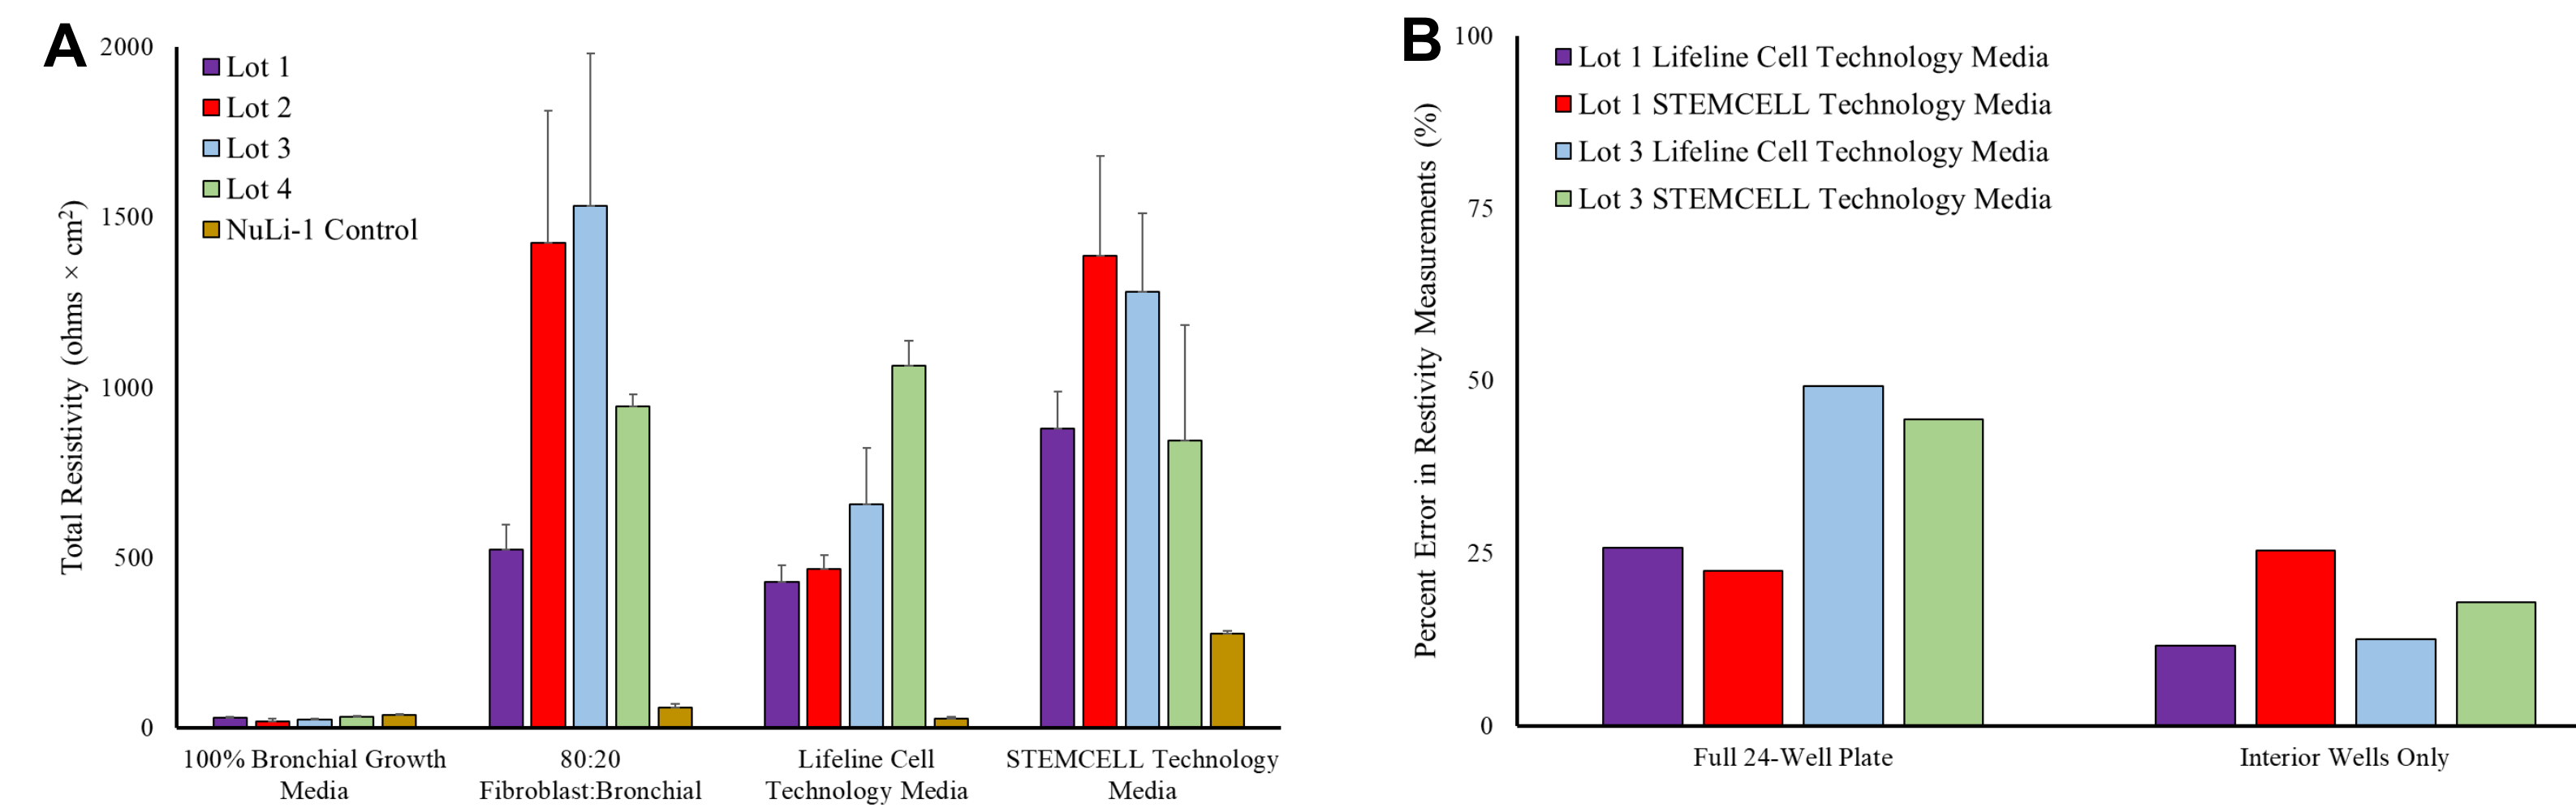 A
2000
1500
1000
500
0
Total Resistivity (ohms × cm²)
Lot 1
Lot 2
Lot 3
Lot 4
NuLi-1 Control
100% Bronchial Growth
Media
80:20
Fibroblast:Bronchial
Lifeline Cell
Technology Media
STEMCELL Technology
Media
B
100
75
50
25
0
Percent Error in Restivity Measurements (%)
Lot 1 Lifeline Cell Technology Media
Lot 1 STEMCELL Technology Media
Lot 3 Lifeline Cell Technology Media
Lot 3 STEMCELL Technology Media
Full 24-Well Plate
Interior Wells Only